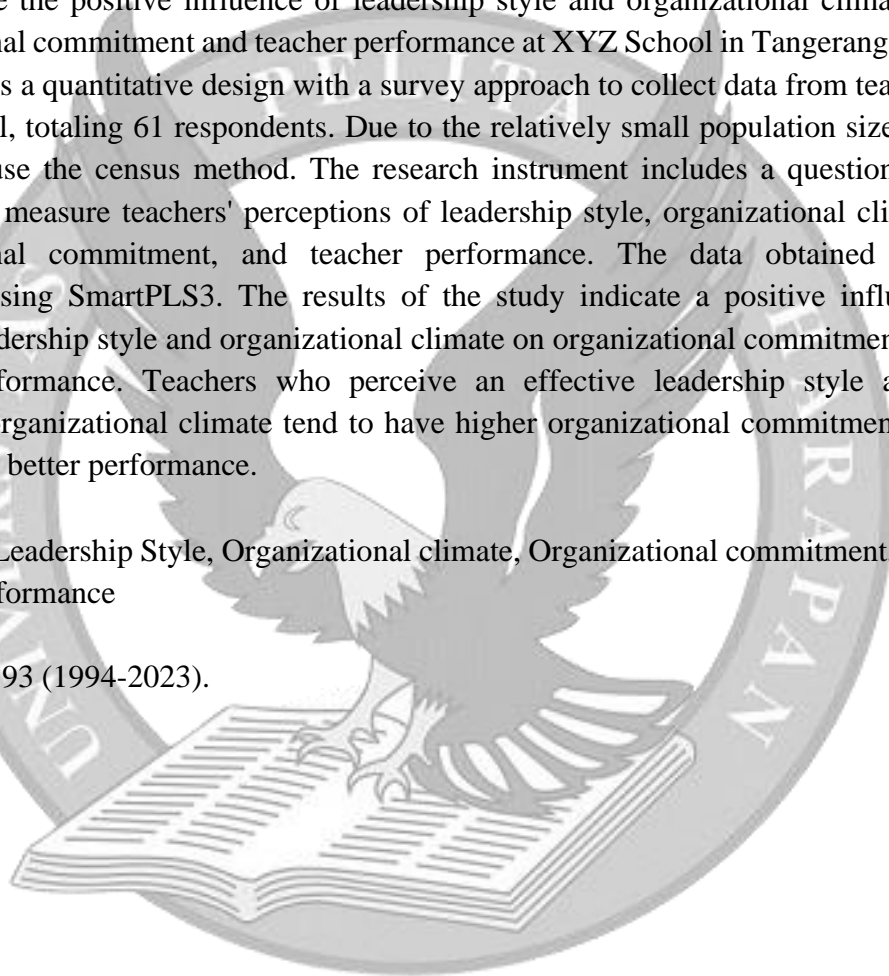 e the positive influence of leadership style and organizational clima
nal commitment and teacher performance at XYZ School in Tangerang
s a quantitative design with a survey approach to collect data from tea
l, totaling 61 respondents. Due to the relatively small population size
use the census method. The research instrument includes a question
measure teachers' perceptions of leadership style, organizational cli
nal commitment, and teacher performance. The data obtained
sing SmartPLS3. The results of the study indicate a positive influ
dership style and organizational climate on organizational commitmen
formance. Teachers who perceive an effective leadership style a
organizational climate tend to have higher organizational commitmen
better performance.
Leadership Style, Organizational climate, Organizational commitment
formance
93 (1994-2023).
PELITA
HARAPAN